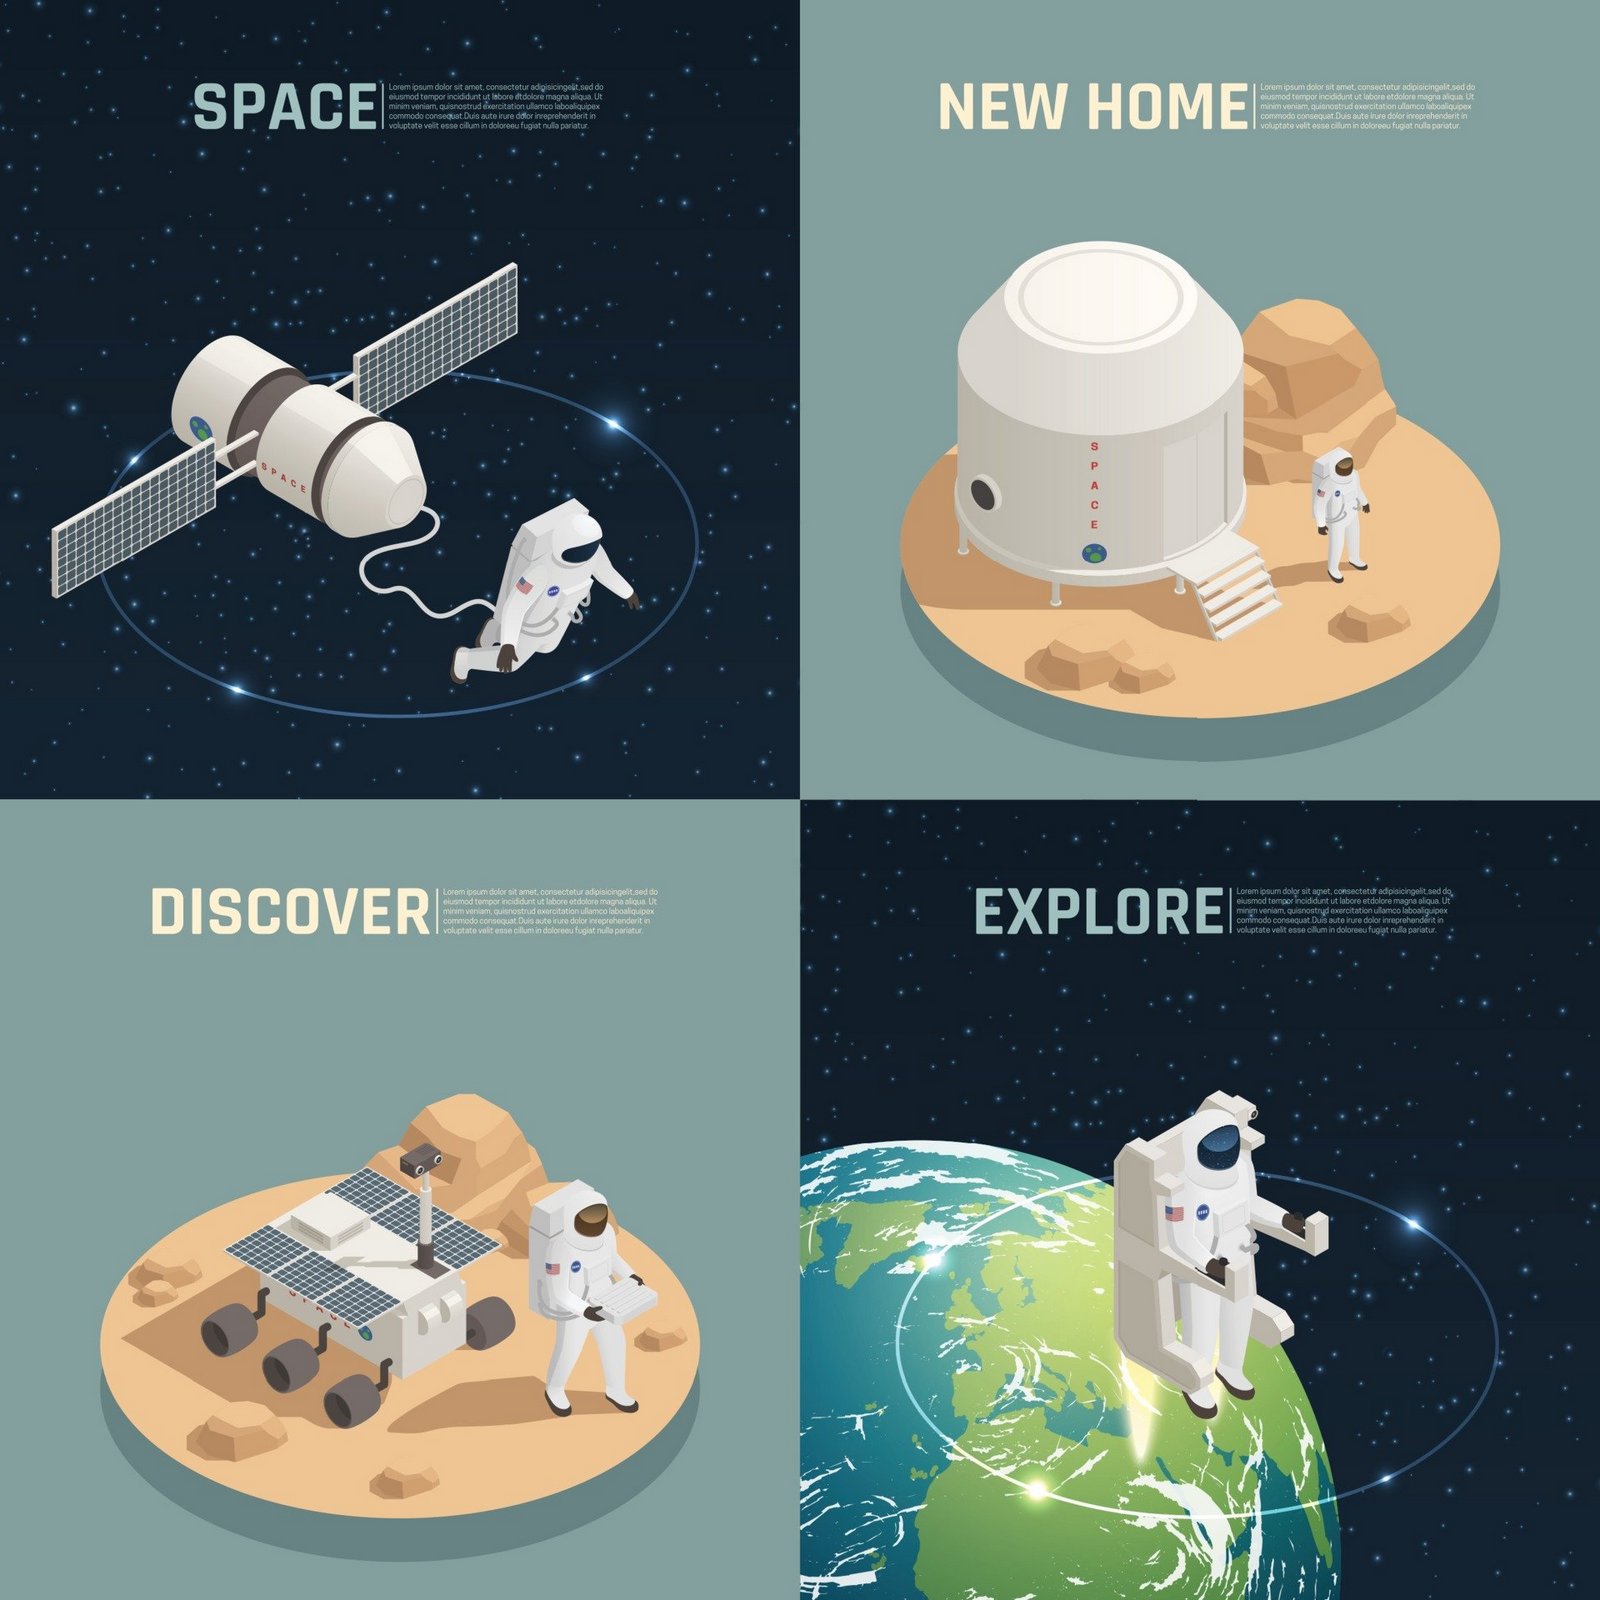 SPACE
Lorem ipsum dolor sit amet, consectetur adipisicingelit,sed do
eiusmod tempor incididunt ut labore etdolore magna aliqua. Ut
minim veniam, quisnostrud exercitation ullamco laboaliquipex
commodo consequat.Duis aute irure dolor inreprehenderit in
voluptate velit esse cillum in doloreeu fugiat nulla pariatur.
SPACE
NEW HOME
Lorem ipsum dolor sit amet, consectetur adipisicingelit,sed do
eiusmod tempor incididunt ut labore etdolore magna aliqua. Ut
minim veniam, quisnostrud exercitation ullamco laboaliquipex
commodo consequat.Duis aute irure dolor inreprehenderit in
voluptate velit esse cillum in doloreeu fugiat nulla pariatur.
SPACE
DISCOVER
Lorem ipsum dolor sit amet, consectetur adipisicingelit,sed do
eiusmod tempor incididunt ut labore etdolore magna aliqua. Ut
minim veniam, quisnostrud exercitation ullamco laboaliquipex
commodo consequat.Duis aute irure dolor inreprehenderit in
voluptate velit esse cillum in doloreeu fugiat nulla pariatur.
EXPLORE
Lorem ipsum dolor sit amet, consectetur adipisicingelit,sed do
eiusmod tempor incididunt ut labore etdolore magna aliqua. Ut
minim veniam, quisnostrud exercitation ullamco laboaliquipex
commodo consequat.Duis aute irure dolor inreprehenderit in
voluptate velit esse cillum in doloreeu fugiat nulla pariatur.